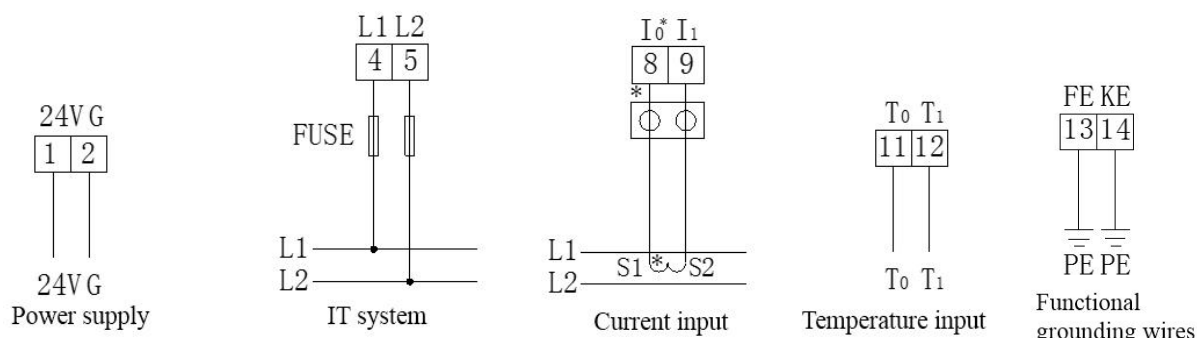 24V G
1 2
24V G
Power supply
L1 L2
4 5
FUSE
L1
L2
IT system
I0* I1
8 9
*
L1
S1 * S2
L2
Current input
T0 T1
11 12
T0 T1
Temperature input
FE KE
13 14
PE PE
Functional
grounding wires